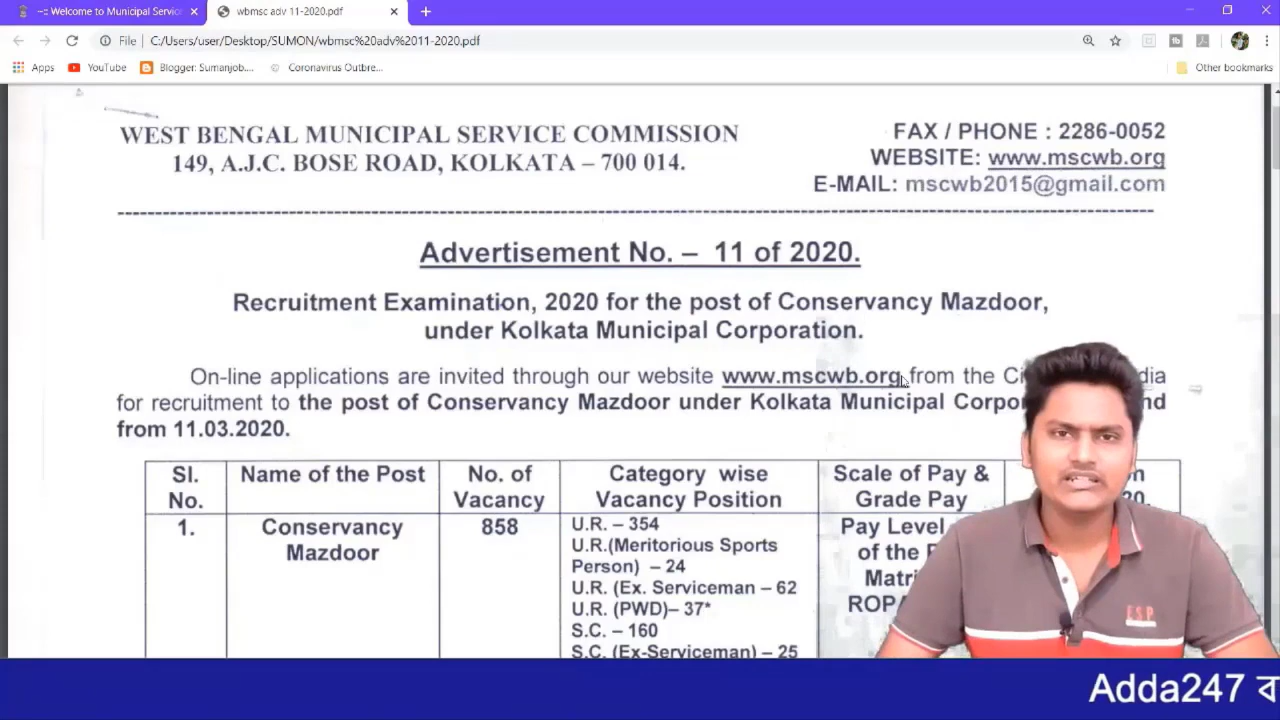 -:: Welcome to Municipal Servic
wbmsc adv 11-2020.pdf
File
C:/Users/user/Desktop/SUMON/wbmsc%20adv%2011-2020.pdf
Apps
YouTube
Blogger: Sumanjob....
Coronavirus Outbre...
Other bookmarks
WEST BENGAL MUNICIPAL SERVICE COMMISSION
149, A.J.C. BOSE ROAD, KOLKATA – 700 014.
FAX / PHONE : 2286-0052
WEBSITE: www.mscwb.org
E-MAIL: mscwb2015@gmail.com
Advertisement No. – 11 of 2020.
Recruitment Examination, 2020 for the post of Conservancy Mazdoor,
under Kolkata Municipal Corporation.
On-line applications are invited through our website www.mscwb.org from the Ci dia
for recruitment to the post of Conservancy Mazdoor under Kolkata Municipal Corpo nd
from 11.03.2020.
Sl. No.
Name of the Post
No. of Vacancy
Category wise Vacancy Position
Scale of Pay & Grade Pay
1.
Conservancy Mazdoor
858
U.R. – 354
U.R.(Meritorious Sports
Person) – 24
U.R. (Ex. Serviceman – 62
U.R. (PWD)– 37*
S.C. – 160
S.C. (Ex-Serviceman) – 25
Pay Level
of the
Matri
ROPA
ESP
Adda247 ব